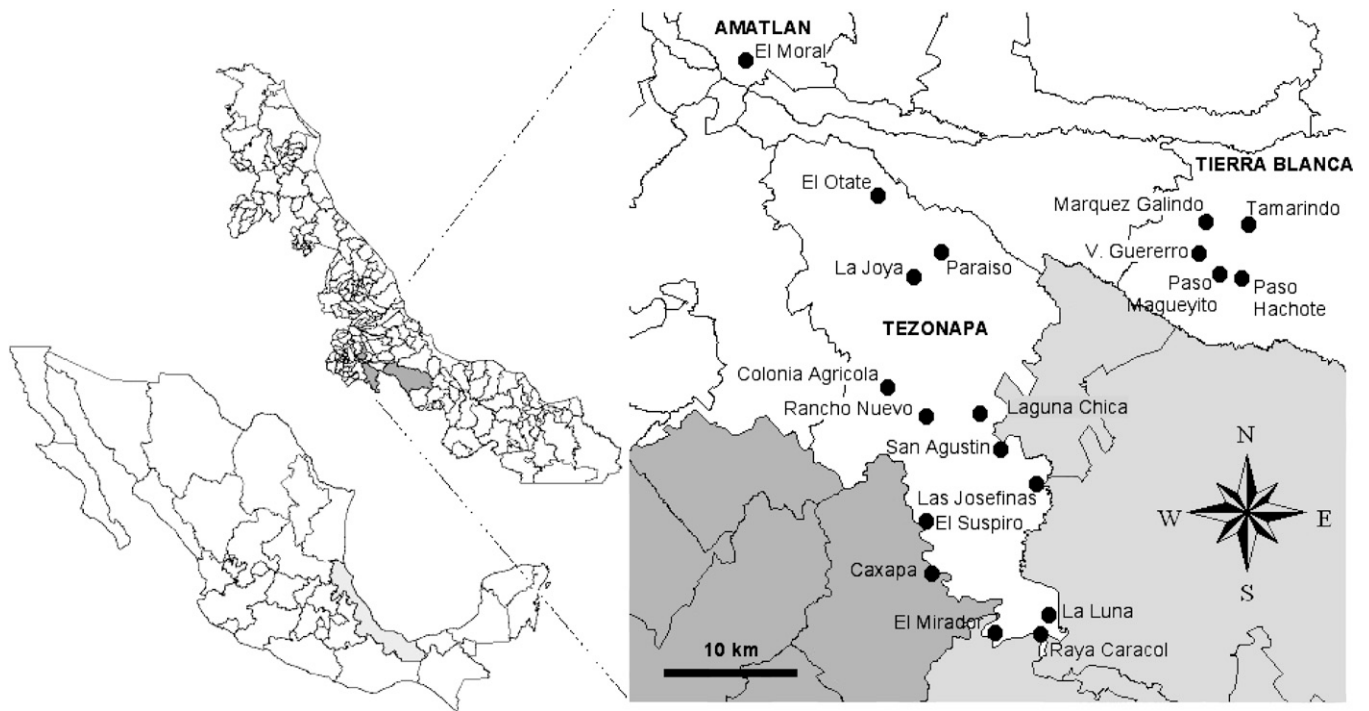 AMATLAN
El Moral
TIERRA BLANCA
El Otate
Marquez Galindo
Tamarindo
V. Guererro
La Joya
Paraiso
Paso
Magueyito
Paso
Hachote
TEZONAPA
Colonia Agricola
Rancho Nuevo
Laguna Chica
San Agustin
N
Las Josefinas
El Suspiro
W
E
Caxapa
S
La Luna
El Mirador
Raya Caracol
10 km